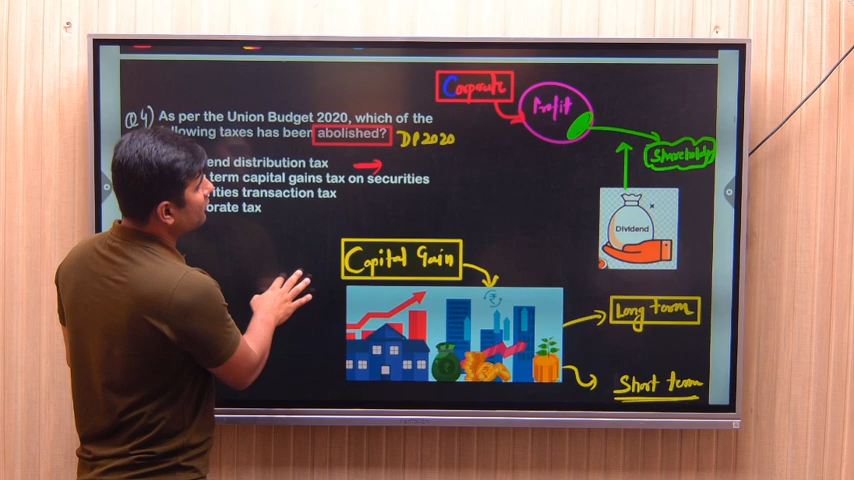 Q4) As per the Union Budget 2020, which of the
following taxes has been abolished? DP2020
end distribution tax
term capital gains tax on securities
ities transaction tax
orate tax
Corporate
Profit
Shareholdr
Dividend
Capital Gain
Long term
Short term